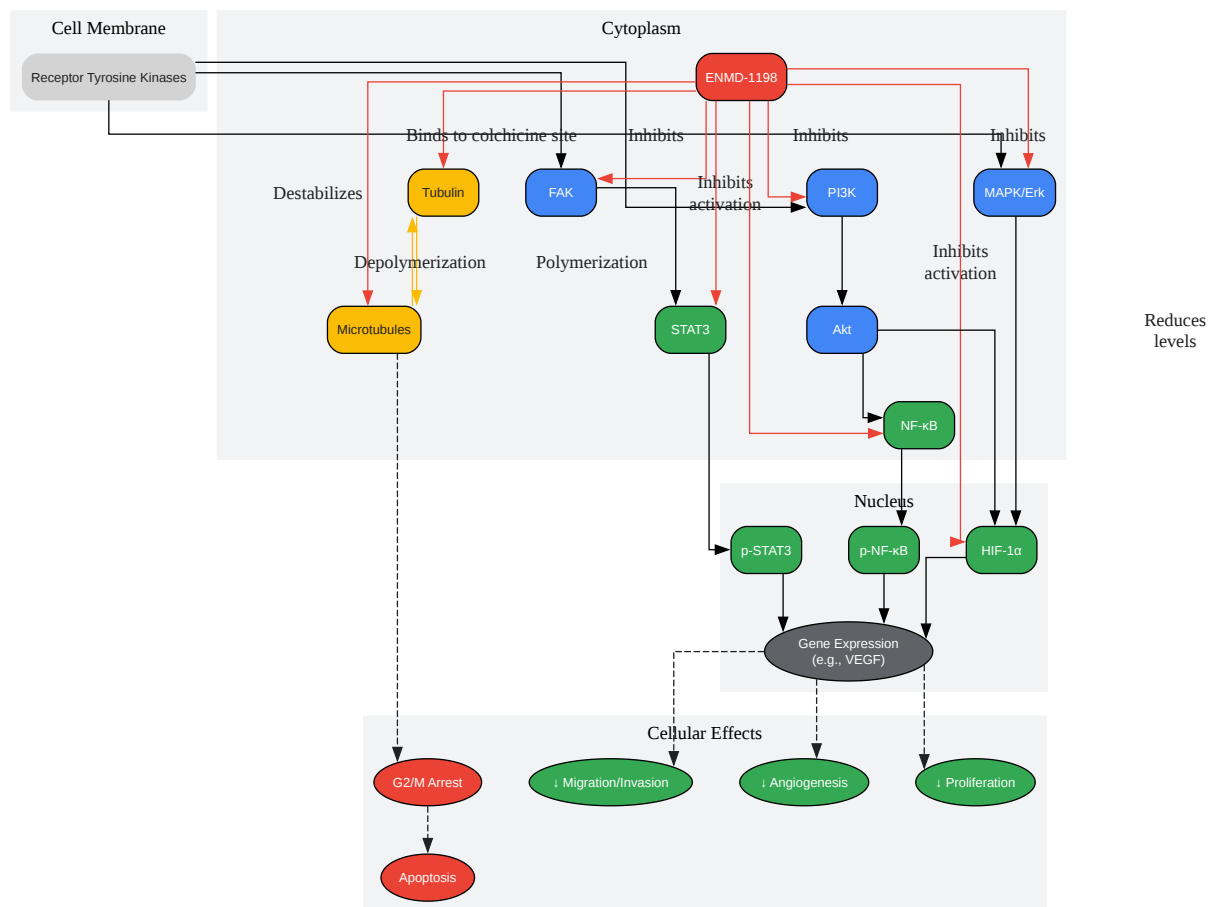 Cell Membrane
Cytoplasm
Receptor Tyrosine Kinases
ENMD-1198
Binds to colchicine site
Inhibits
Inhibits
Inhibits
Destabilizes
Tubulin
FAK
Inhibits
activation
PI3K
MAPK/Erk
Depolymerization
Polymerization
Inhibits
activation
Microtubules
STAT3
Akt
Reduces
levels
NF-κB
Nucleus
p-STAT3
p-NF-κB
HIF-1α
Gene Expression
(e.g., VEGF)
Cellular Effects
G2/M Arrest
↓ Migration/Invasion
↓ Angiogenesis
↓ Proliferation
Apoptosis